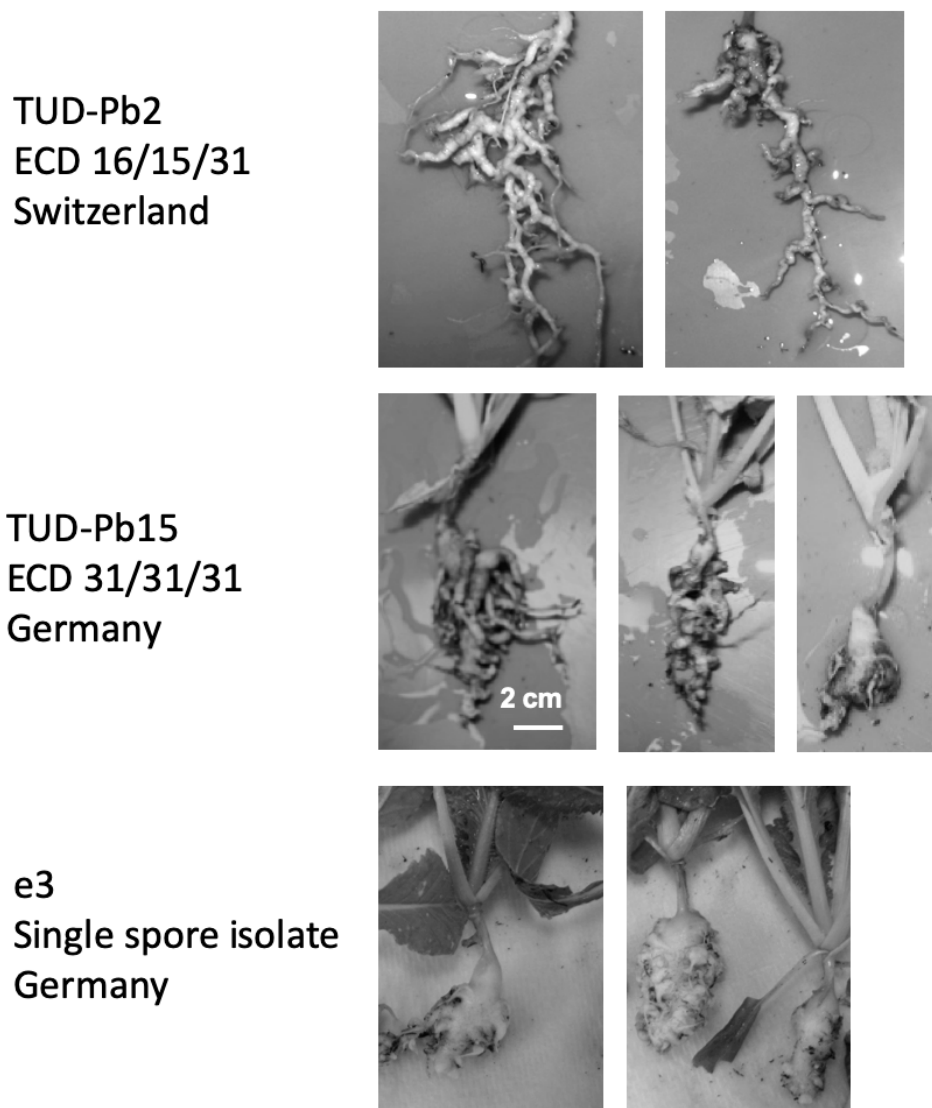 TUD-Pb2
ECD 16/15/31
Switzerland
TUD-Pb15
ECD 31/31/31
Germany
2 cm
e3
Single spore isolate
Germany